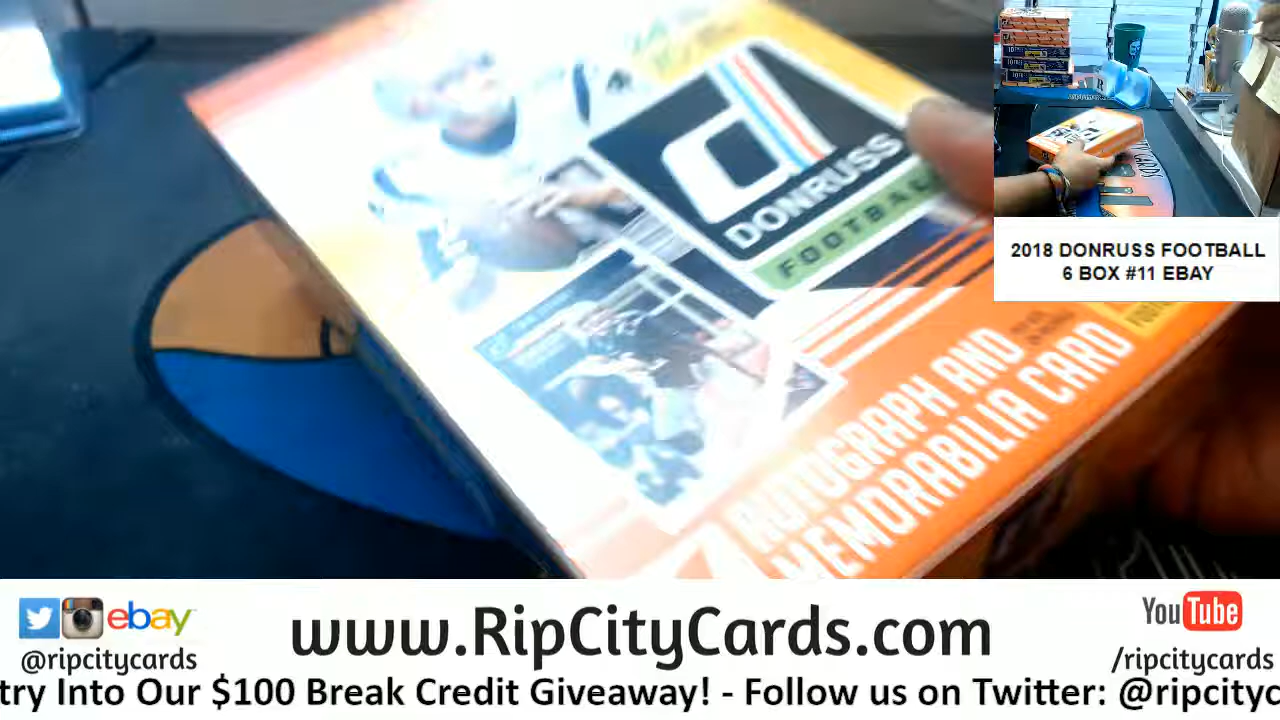 DONRUSS
FOOTBALL
AUTOGRAPH AND
MEMORABILIA CARD
2018 DONRUSS FOOTBALL
6 BOX #11 EBAY
ebay
@ripcitycards
www.RipCityCards.com
YouTube
/ripcitycards
try Into Our $100 Break Credit Giveaway! - Follow us on Twitter: @ripcityc